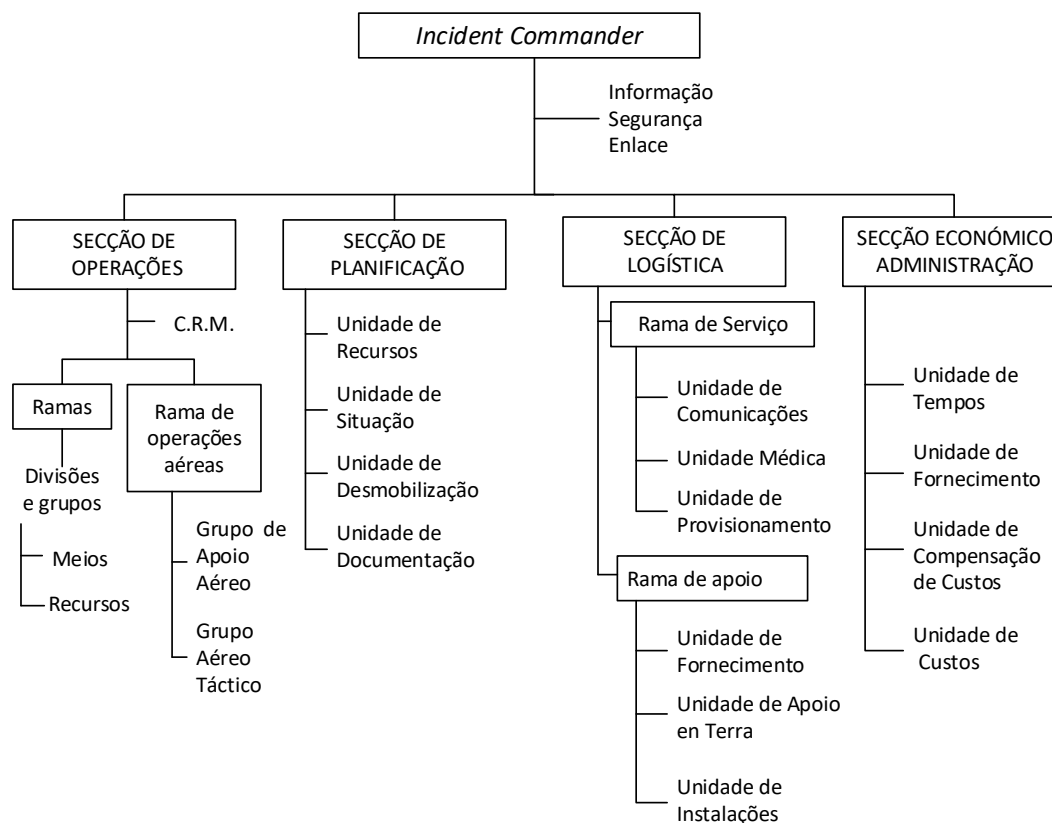 Incident Commander
Informação
Segurança
Enlace
SECÇÃO DE
OPERAÇÕES
SECÇÃO DE
PLANIFICAÇÃO
SECÇÃO DE
LOGÍSTICA
SECÇÃO ECONÓMICO
ADMINISTRAÇÃO
C.R.M.
Ramas
Rama de
operações
aéreas
Divisões
e grupos
Meios
Recursos
Grupo de
Apoio
Aéreo
Grupo
Aéreo
Táctico
Unidade de
Recursos
Unidade de
Situação
Unidade de
Desmobilização
Unidade de
Documentação
Rama de Serviço
Unidade de
Comunicações
Unidade Médica
Unidade de
Provisionamento
Rama de apoio
Unidade de
Fornecimento
Unidade de Apoio
en Terra
Unidade de
Instalações
Unidade de
Tempos
Unidade de
Fornecimento
Unidade de
Compensação
de Custos
Unidade de
Custos